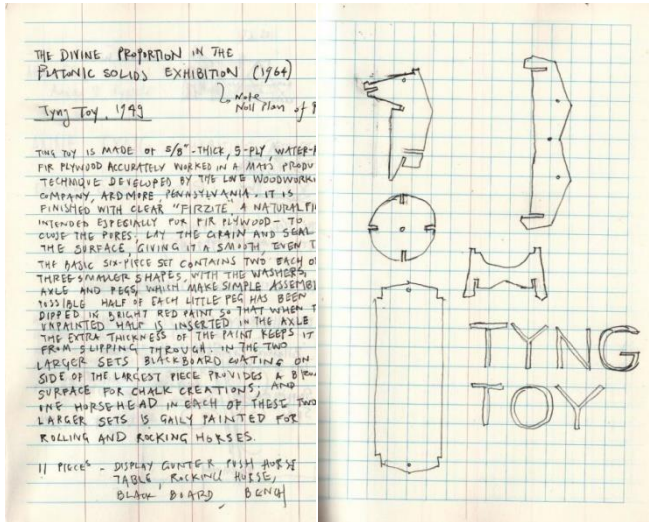 THE DIVINE PROPORTION IN THE
PLATONIC SOLIDS EXHIBITION (1964)
Note
Tyng Toy, 1949
Noll Plan of
TING TOY IS MADE OF 5/8"-THICK, 5-PLY, WATER-
FIR PLYWOOD ACCURATELY WORKED IN A MASS PRODU
TECHNIQUE DEVELOPED BY THE WOODWORKI
COMPANY, ARDMORE, PENNSYLVANIA. IT IS
FINISHED WITH CLEAR "FIRZITE" A NATURAL
INTENDED ESPECIALLY FOR FIR PLYWOOD - TO
CLOSE THE PORES, LAY THE GRAIN AND SEAL
THE SURFACE, GIVING IT A SMOOTH, EVEN T
THE BASIC SIX-PIECE SET CONTAINS TWO EACH O
THREE SMALLER SHAPES, WITH THE WASHERS,
AXLE AND PEGS, WHICH MAKE SIMPLE ASSEMBL
POSSIBLE HALF OF EACH LITTLE PEG HAS BEEN
DIPPED IN BRIGHT RED PAINT SO THAT WHEN T
UNPAINTED HALF IS INSERTED IN THE AXLE
THE EXTRA THICKNESS OF THE PAINT KEEPS IT
FROM SLIPPING THROUGH. IN THE TWO
LARGER SETS BLACKBOARD COATING ON
SIDE OF THE LARGEST PIECE PROVIDES A
SURFACE FOR CHALK CREATIONS; AND
ONE HORSEHEAD IN EACH OF THESE TWO
LARGER SETS IS GAILY PAINTED FOR
ROLLING AND ROCKING HORSES.
11 PIECES - DISPLAY PUSH HORSE
TABLE, ROCKING HORSE,
BLACK BOARD BENCH
TYNG
TOY